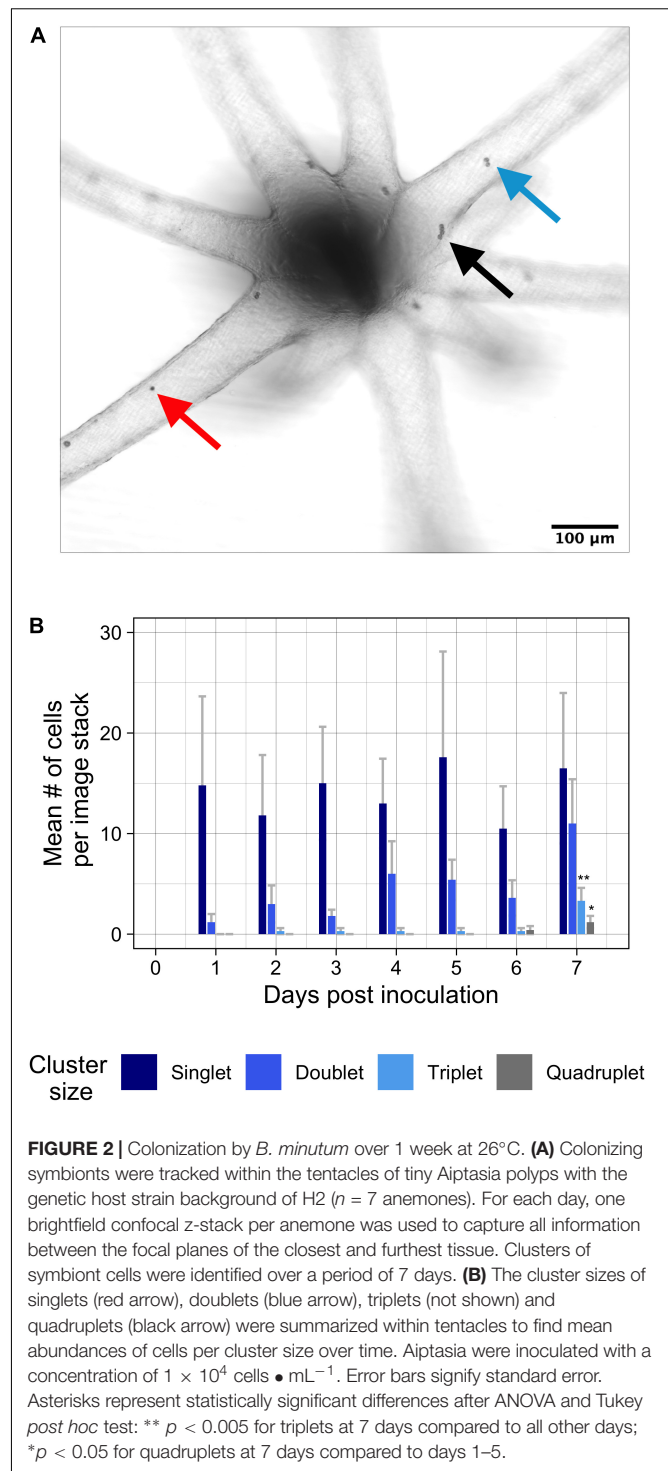 A
100 µm
B
Mean # of cells
per image stack
30
20
10
0
**
*
0 1 2 3 4 5 6 7
Days post inoculation
Cluster
size
Singlet Doublet Triplet Quadruplet
FIGURE 2 | Colonization by B. minutum over 1 week at 26°C. (A) Colonizing
symbionts were tracked within the tentacles of tiny Aiptasia polyps with the
genetic host strain background of H2 (n = 7 anemones). For each day, one
brightfield confocal z-stack per anemone was used to capture all information
between the focal planes of the closest and furthest tissue. Clusters of
symbiont cells were identified over a period of 7 days. (B) The cluster sizes of
singlets (red arrow), doublets (blue arrow), triplets (not shown) and
quadruplets (black arrow) were summarized within tentacles to find mean
abundances of cells per cluster size over time. Aiptasia were inoculated with a
concentration of 1 × 10⁴ cells • mL⁻¹. Error bars signify standard error.
Asterisks represent statistically significant differences after ANOVA and Tukey
post hoc test: ** p < 0.005 for triplets at 7 days compared to all other days;
*p < 0.05 for quadruplets at 7 days compared to days 1–5.